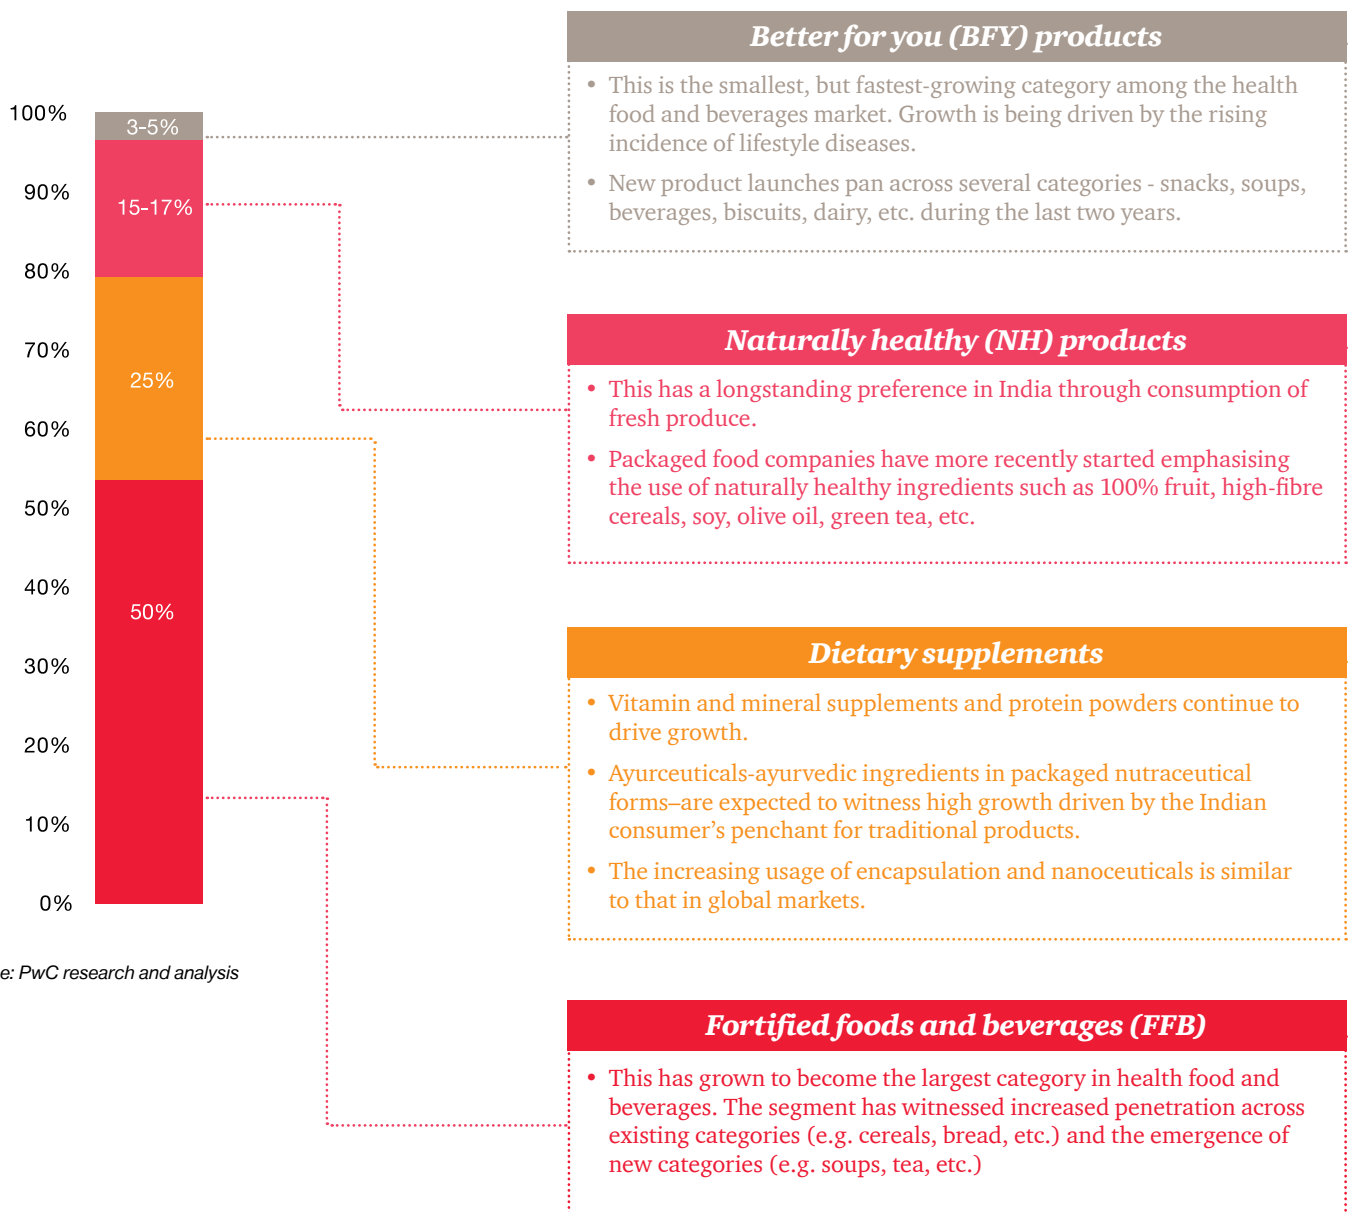 100%
90%
80%
70%
60%
50%
40%
30%
20%
10%
0%
3-5%
15-17%
25%
50%
e: PwC research and analysis
Better for you (BFY) products
• This is the smallest, but fastest-growing category among the health
food and beverages market. Growth is being driven by the rising
incidence of lifestyle diseases.
• New product launches pan across several categories - snacks, soups,
beverages, biscuits, dairy, etc. during the last two years.
Naturally healthy (NH) products
• This has a longstanding preference in India through consumption of
fresh produce.
• Packaged food companies have more recently started emphasising
the use of naturally healthy ingredients such as 100% fruit, high-fibre
cereals, soy, olive oil, green tea, etc.
Dietary supplements
• Vitamin and mineral supplements and protein powders continue to
drive growth.
• Ayurceuticals-ayurvedic ingredients in packaged nutraceutical
forms–are expected to witness high growth driven by the Indian
consumer’s penchant for traditional products.
• The increasing usage of encapsulation and nanoceuticals is similar
to that in global markets.
Fortified foods and beverages (FFB)
• This has grown to become the largest category in health food and
beverages. The segment has witnessed increased penetration across
existing categories (e.g. cereals, bread, etc.) and the emergence of
new categories (e.g. soups, tea, etc.)